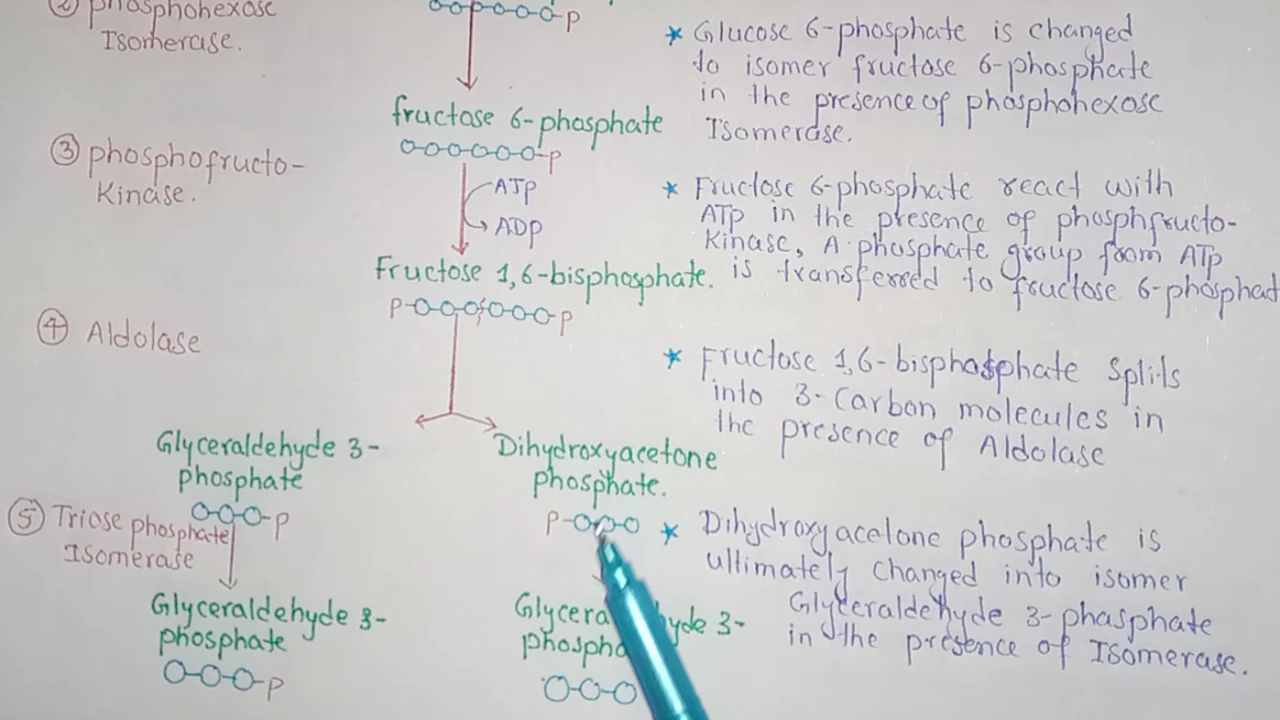 ② phosphohexose
Isomerase.
o-o-o-o-o-o-P
* Glucose 6-phosphate is changed
to isomer fructose 6-phosphate
in the presence of phosphohexose
Isomerase.
fructose 6-phosphate
o-o-o-o-o-o-P
③ phosphofructo-
Kinase.
ATP
ADP
* Fructose 6-phosphate react with
ATP in the presence of phosphfructo-
Kinase, A phosphate group from ATP
is transferred to fructose 6-phosphat
Fructose 1,6-bisphosphate.
P-o-o-o-o-o-o-P
④ Aldolase
* Fructose 1,6-bisphosphate splits
into 3-Carbon molecules in
the presence of Aldolase
Glyceraldehyde 3-
phosphate
o-o-o-P
Dihydroxyacetone
phosphate.
P-o-o-o
⑤ Triose phosphate
Isomerase
* Dihydroxyacetone phosphate is
ultimately changed into isomer
Glyceraldehyde 3-phasphate
in the presence of Isomerase.
Glyceraldehyde 3-
phosphate
o-o-o-P
Glycera yde 3-
phospha
o-o-o